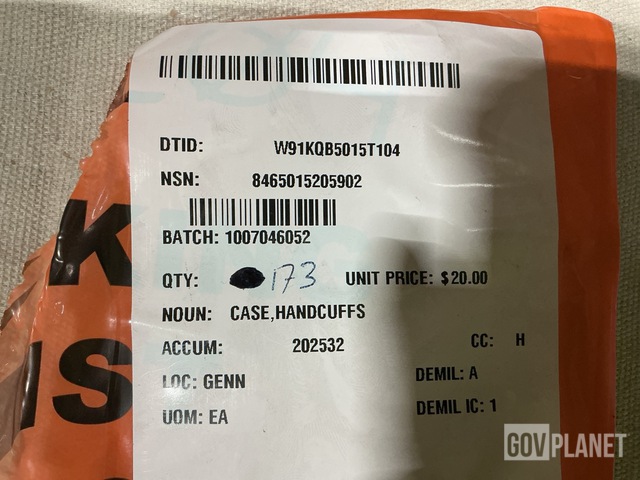 DTID: W91KQB5015T104
NSN: 8465015205902
BATCH: 1007046052
QTY: 173 UNIT PRICE: $20.00
NOUN: CASE,HANDCUFFS
ACCUM: 202532 CC: H
LOC: GENN DEMIL: A
UOM: EA DEMIL IC: 1
K
IS
GOVPLANET